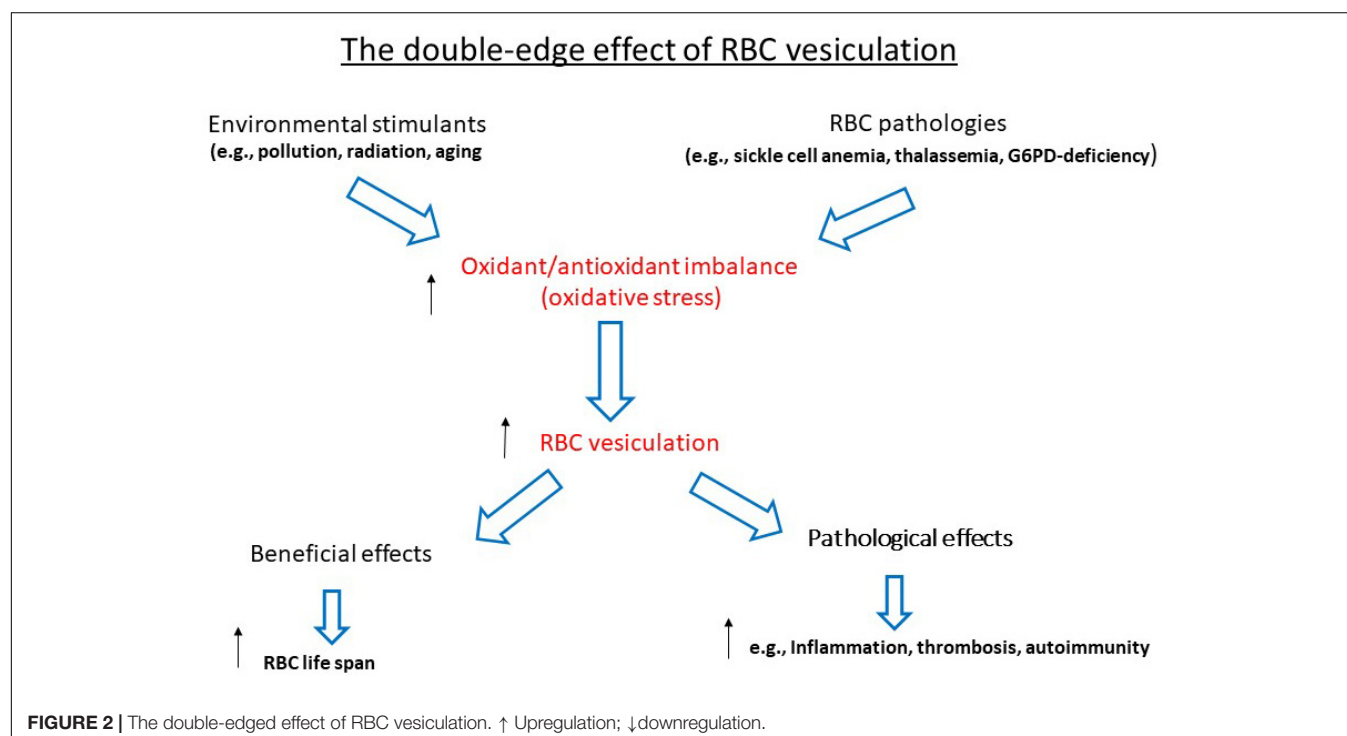 The double-edge effect of RBC vesiculation
Environmental stimulants
(e.g., pollution, radiation, aging
RBC pathologies
(e.g., sickle cell anemia, thalassemia, G6PD-deficiency)
Oxidant/antioxidant imbalance
(oxidative stress)
RBC vesiculation
Beneficial effects
Pathological effects
RBC life span
e.g., Inflammation, thrombosis, autoimmunity
FIGURE 2 | The double-edged effect of RBC vesiculation. ↑ Upregulation; ↓downregulation.